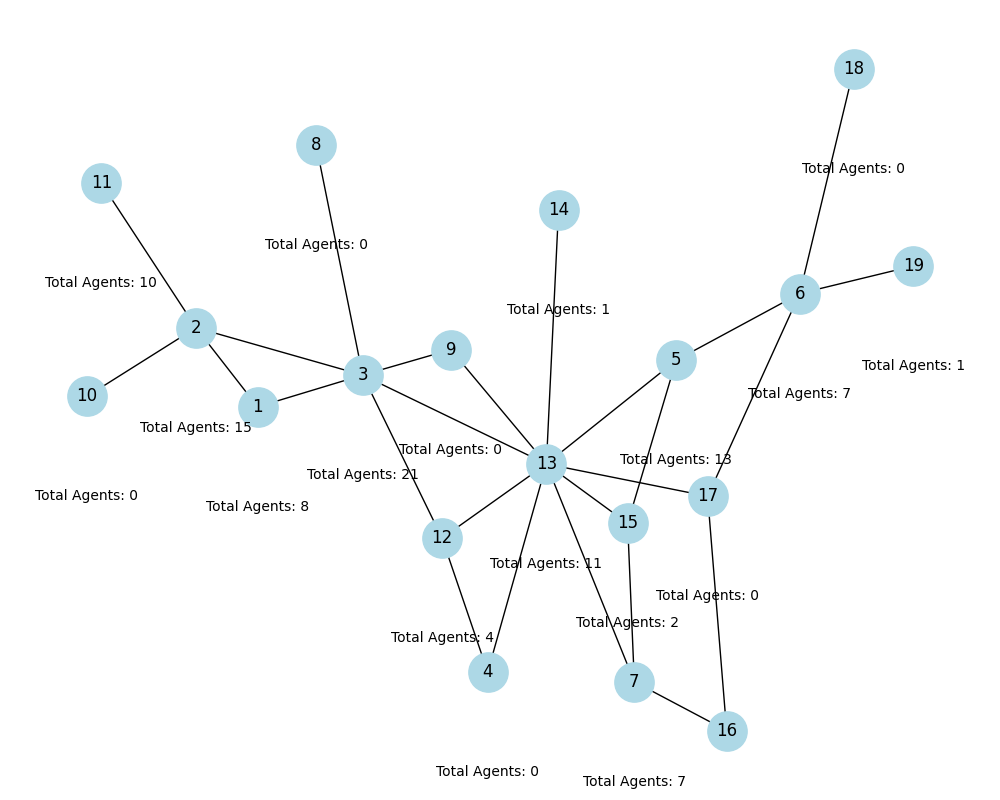 18
8
Total Agents: 0
11
14
Total Agents: 0
19
Total Agents: 10
6
Total Agents: 1
2
9
5
Total Agents: 1
3
Total Agents: 7
10
1
Total Agents: 15
Total Agents: 0
Total Agents: 13
13
Total Agents: 21
Total Agents: 0
17
Total Agents: 8
15
12
Total Agents: 11
Total Agents: 0
Total Agents: 2
Total Agents: 4
4
7
16
Total Agents: 0
Total Agents: 7